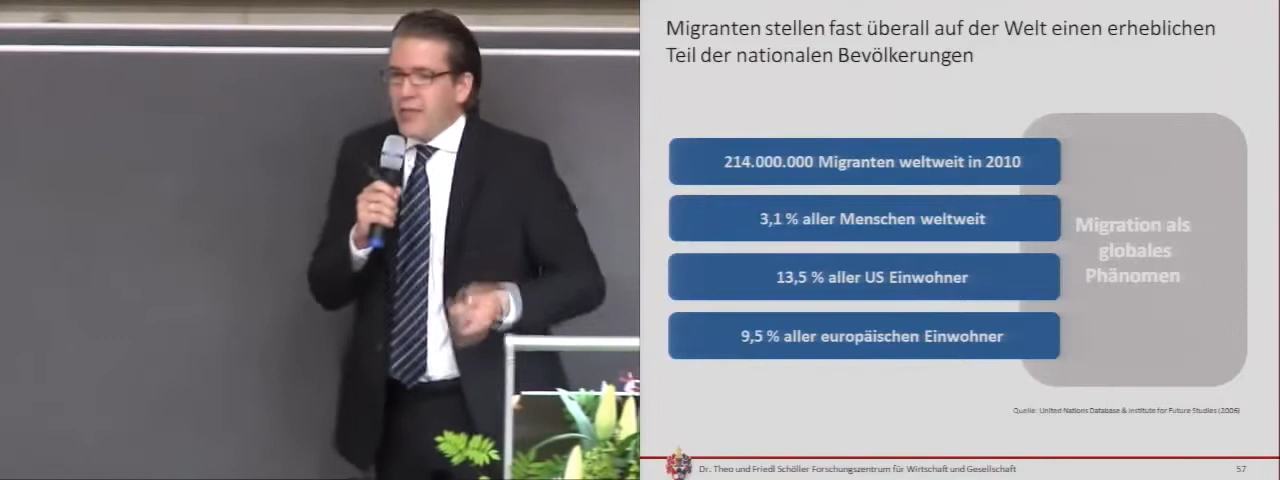 Migranten stellen fast überall auf der Welt einen erheblichen
Teil der nationalen Bevölkerungen
214.000.000 Migranten weltweit in 2010
3,1 % aller Menschen weltweit
13,5 % aller US Einwohner
9,5 % aller europäischen Einwohner
Migration als
globales
Phänomen
Quelle: United Nations Database & Institute for Future Studies (2006)
Dr. Theo und Friedl Schöller Forschungszentrum für Wirtschaft und Gesellschaft
57